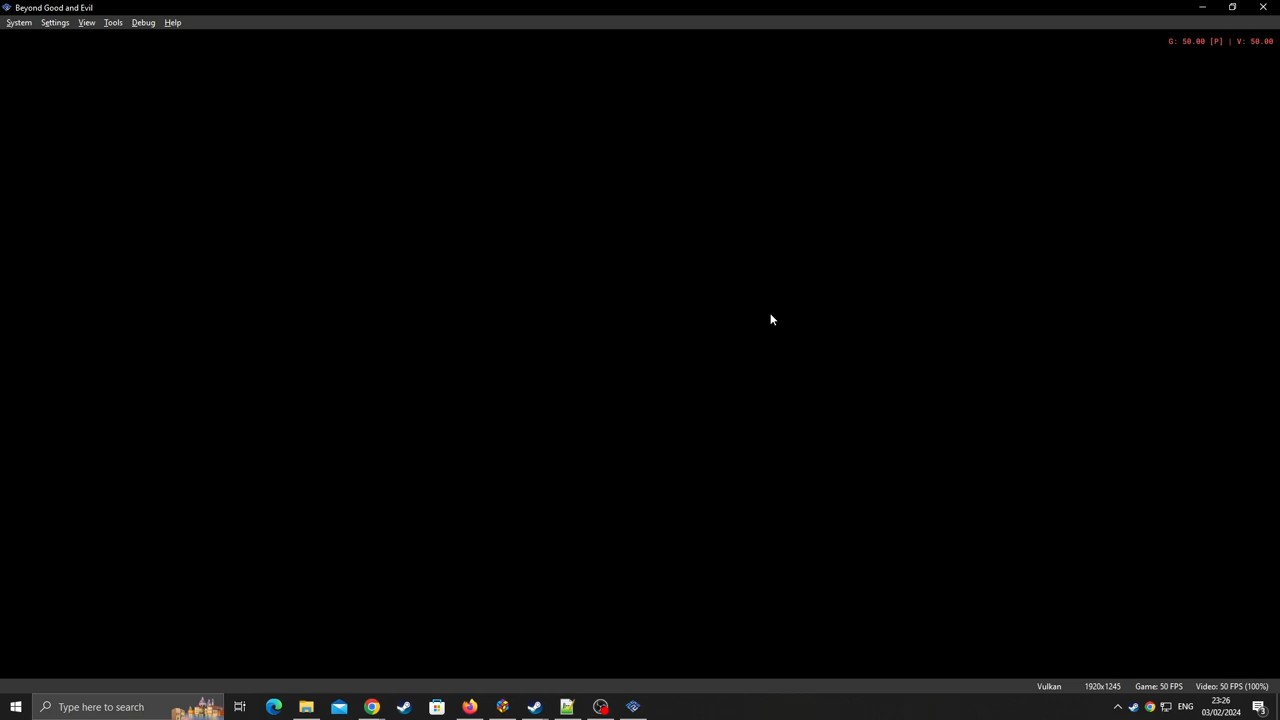 Beyond Good and Evil
System Settings View Tools Debug Help
G: 50.00 [P] | V: 50.00
Vulkan 1920x1245 Game: 50 FPS Video: 50 FPS (100%)
Type here to search
ENG
23:26
03/02/2024
3